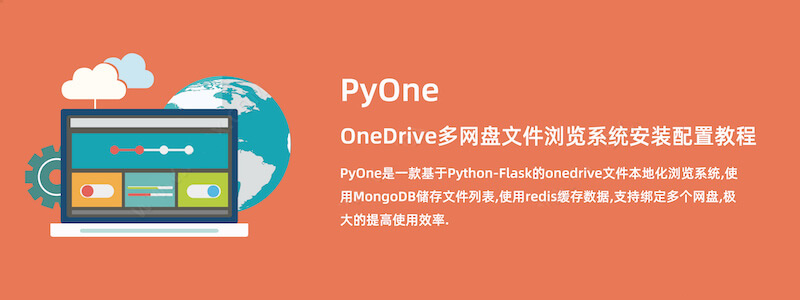 PyOne
OneDrive多网盘文件浏览系统安装配置教程
PyOne是一款基于Python-Flask的onedrive文件本地化浏览系统,使
用MongoDB储存文件列表,使用redis缓存数据,支持绑定多个网盘,极
大的提高使用效率.